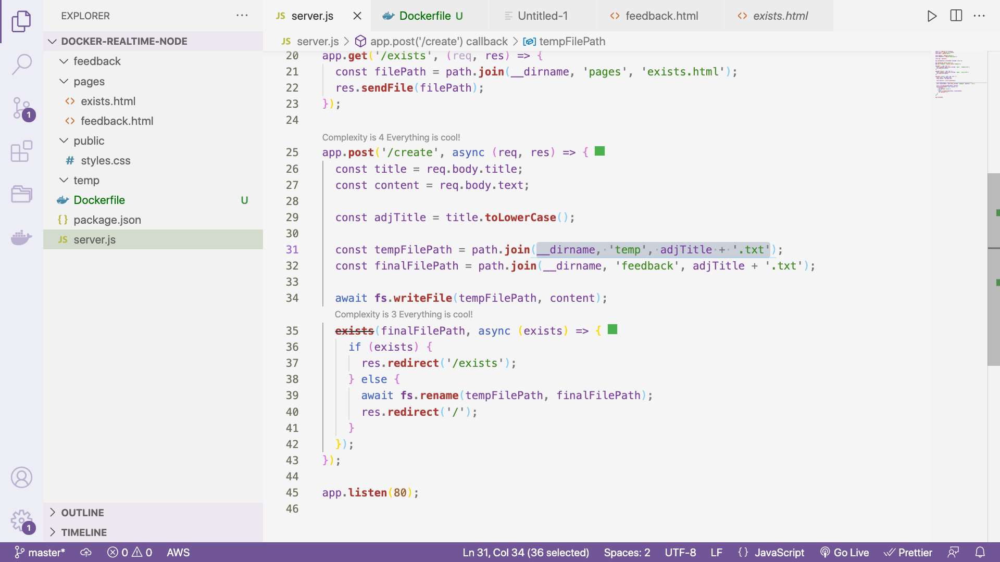 EXPLORER
JS server.js
Dockerfile U
Untitled-1
feedback.html
exists.html
DOCKER-REALTIME-NODE
JS server.js > app.post('/create') callback > tempFilePath
feedback
pages
exists.html
feedback.html
public
# styles.css
temp
Dockerfile U
{} package.json
JS server.js
OUTLINE
TIMELINE
1
1
20 app.get('/exists', (req, res) => {
21 const filePath = path.join(__dirname, 'pages', 'exists.html');
22 res.sendFile(filePath);
23 });
24
Complexity is 4 Everything is cool!
25 app.post('/create', async (req, res) => {
26 const title = req.body.title;
27 const content = req.body.text;
28
29 const adjTitle = title.toLowerCase();
30
31 const tempFilePath = path.join(__dirname, 'temp', adjTitle + '.txt');
32 const finalFilePath = path.join(__dirname, 'feedback', adjTitle + '.txt');
33
34 await fs.writeFile(tempFilePath, content);
Complexity is 3 Everything is cool!
35 exists(finalFilePath, async (exists) => {
36 if (exists) {
37 res.redirect('/exists');
38 } else {
39 await fs.rename(tempFilePath, finalFilePath);
40 res.redirect('/');
41 }
42 });
43 });
44
45 app.listen(80);
46
master* 0 0 AWS
Ln 31, Col 34 (36 selected) Spaces: 2 UTF-8 LF {} JavaScript Go Live Prettier